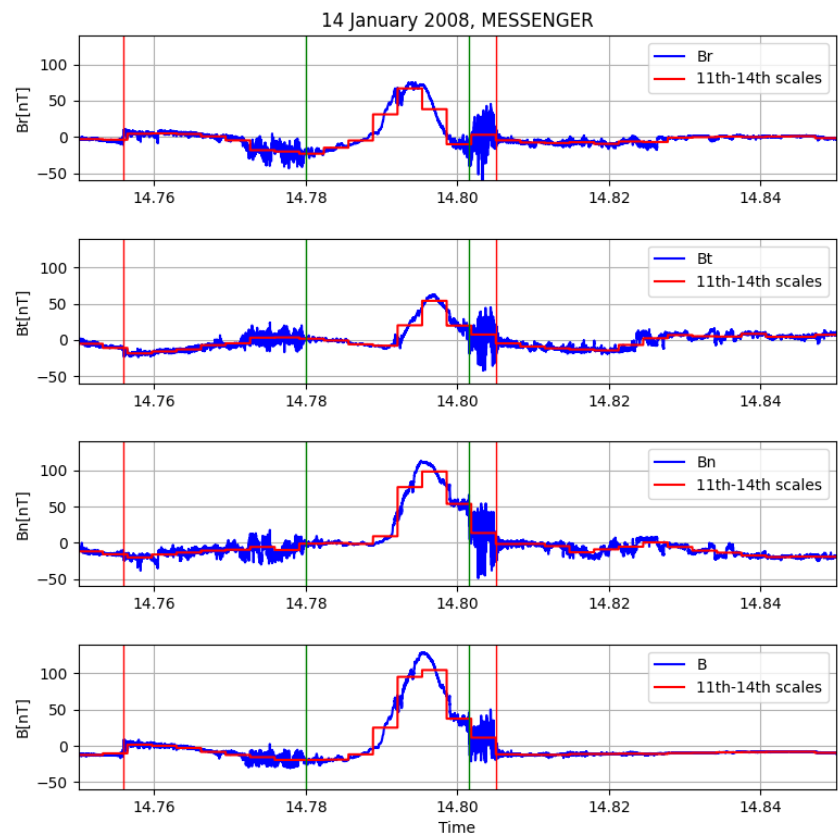 14 January 2008, MESSENGER
Br[nT]
100
50
0
−50
Br
11th-14th scales
14.76 14.78 14.80 14.82 14.84
Bt[nT]
100
50
0
−50
Bt
11th-14th scales
14.76 14.78 14.80 14.82 14.84
Bn[nT]
100
50
0
−50
Bn
11th-14th scales
14.76 14.78 14.80 14.82 14.84
B[nT]
100
50
0
−50
B
11th-14th scales
14.76 14.78 14.80 14.82 14.84
Time